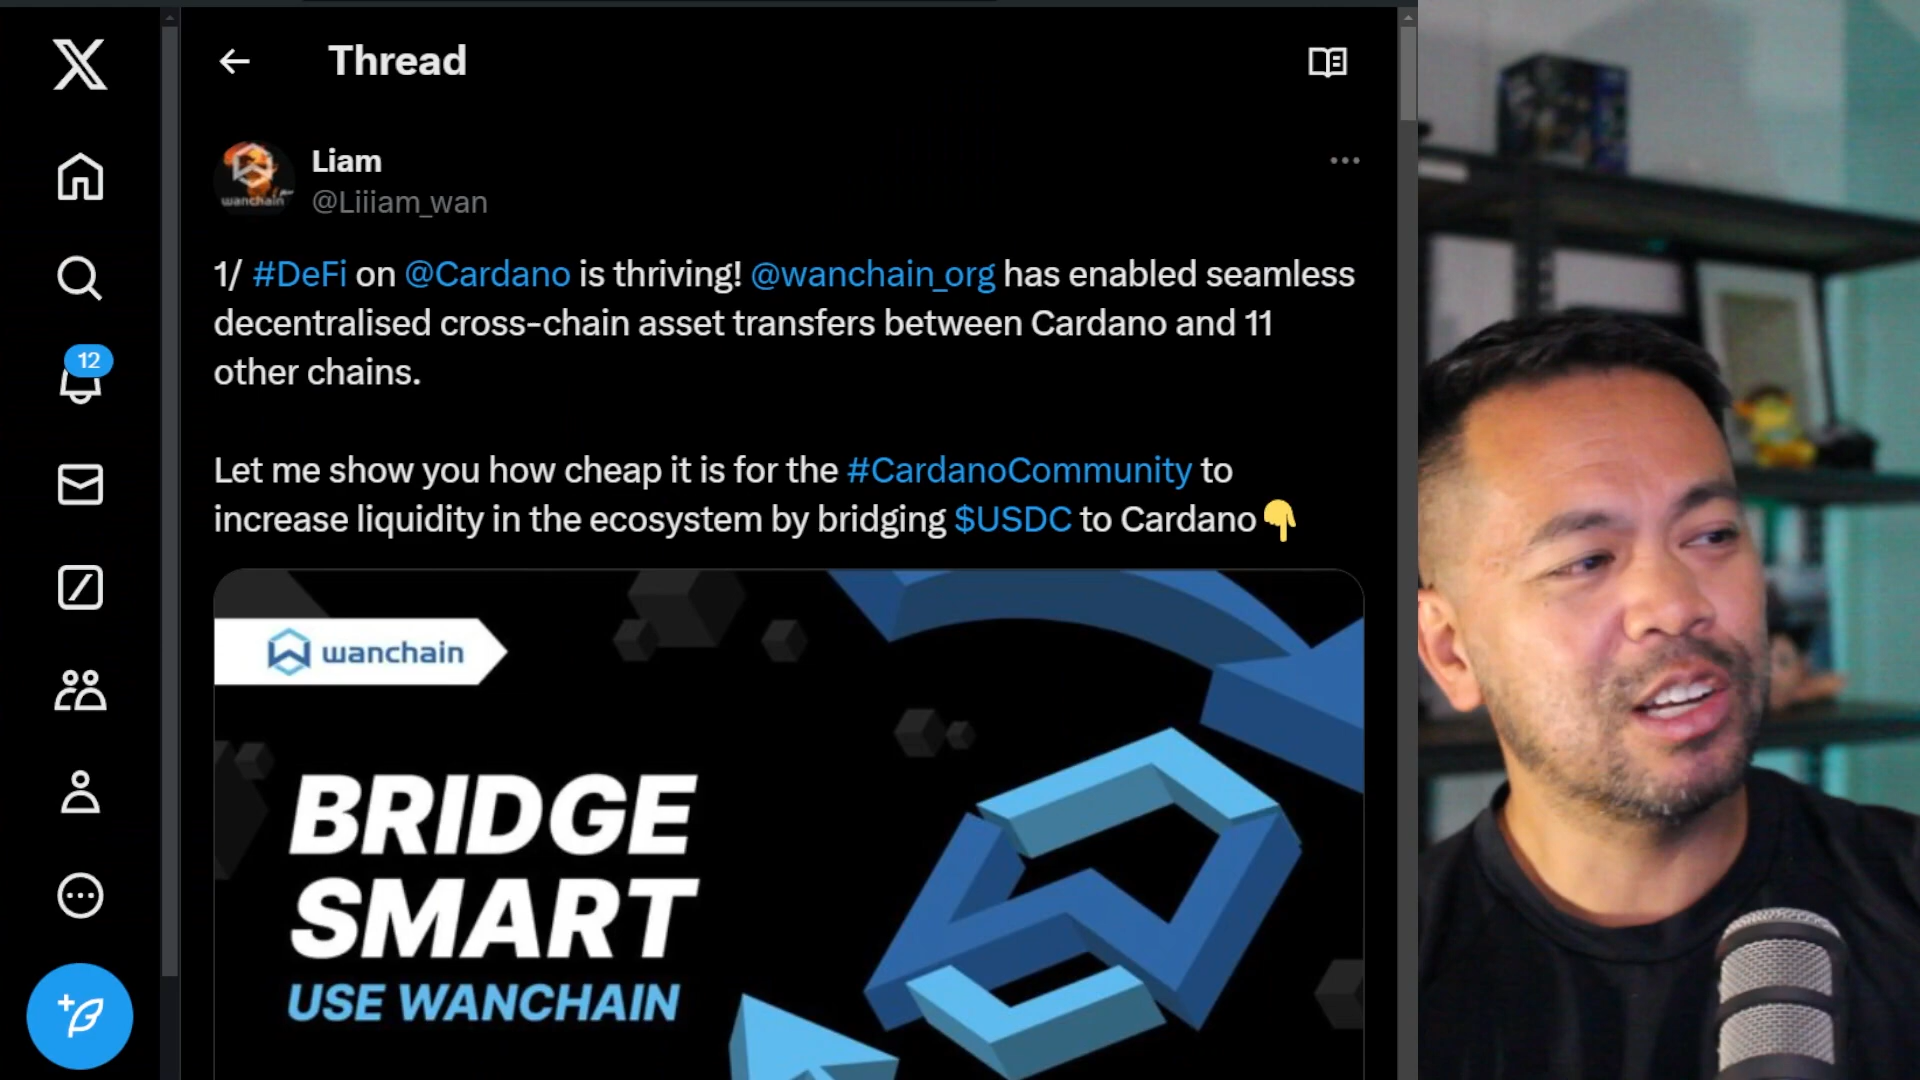 Thread
Liam
@Liiiam_wan
1/ #DeFi on @Cardano is thriving! @wanchain_org has enabled seamless
decentralised cross-chain asset transfers between Cardano and 11
other chains.
Let me show you how cheap it is for the #CardanoCommunity to
increase liquidity in the ecosystem by bridging $USDC to Cardano👇
12
wanchain
wanchain
BRIDGE
SMART
USE WANCHAIN